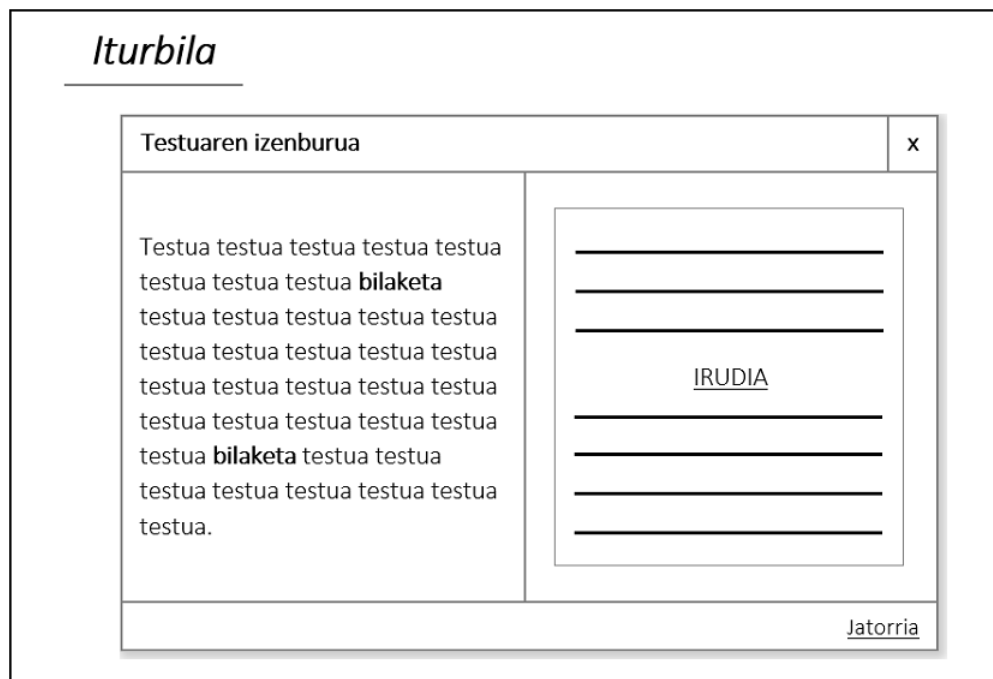 Iturbila
Testuaren izenburua
x
Testua testua testua testua testua
testua testua testua bilaketa
testua testua testua testua testua
testua testua testua testua testua
testua testua testua testua testua
testua testua testua testua testua
testua bilaketa testua testua
testua testua testua testua testua
testua.
IRUDIA
Jatorria